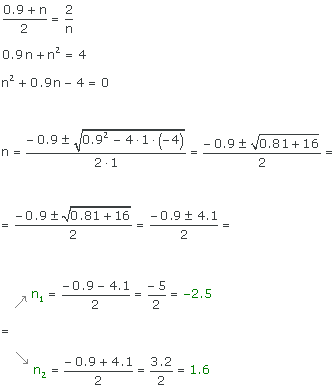 (0.9 + n)/2 = 2/n
0.9n + n² = 4
n² + 0.9n − 4 = 0
n = (−0.9 ± √(0.9² − 4 · 1 · (−4)))/(2 · 1) = (−0.9 ± √(0.81 + 16))/2 =
= (−0.9 ± √(0.81 + 16))/2 = (−0.9 ± 4.1)/2 =
↗ n₁ = (−0.9 − 4.1)/2 = (−5)/2 = −2.5
=
↘ n₂ = (−0.9 + 4.1)/2 = 3.2/2 = 1.6